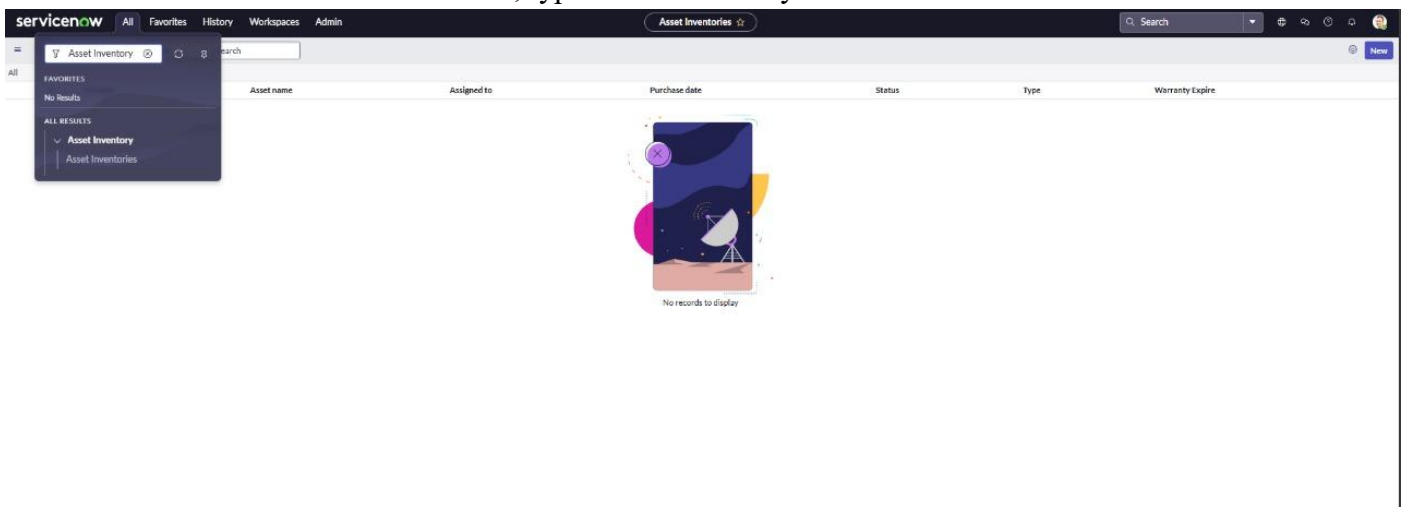 servicenow All Favorites History Workspaces Admin Asset Inventories Search
Asset Inventory earch New
All
FAVORITES
No Results
Asset name Assigned to Purchase date Status Type Warranty Expire
ALL RESULTS
Asset Inventory
Asset Inventories
No records to display